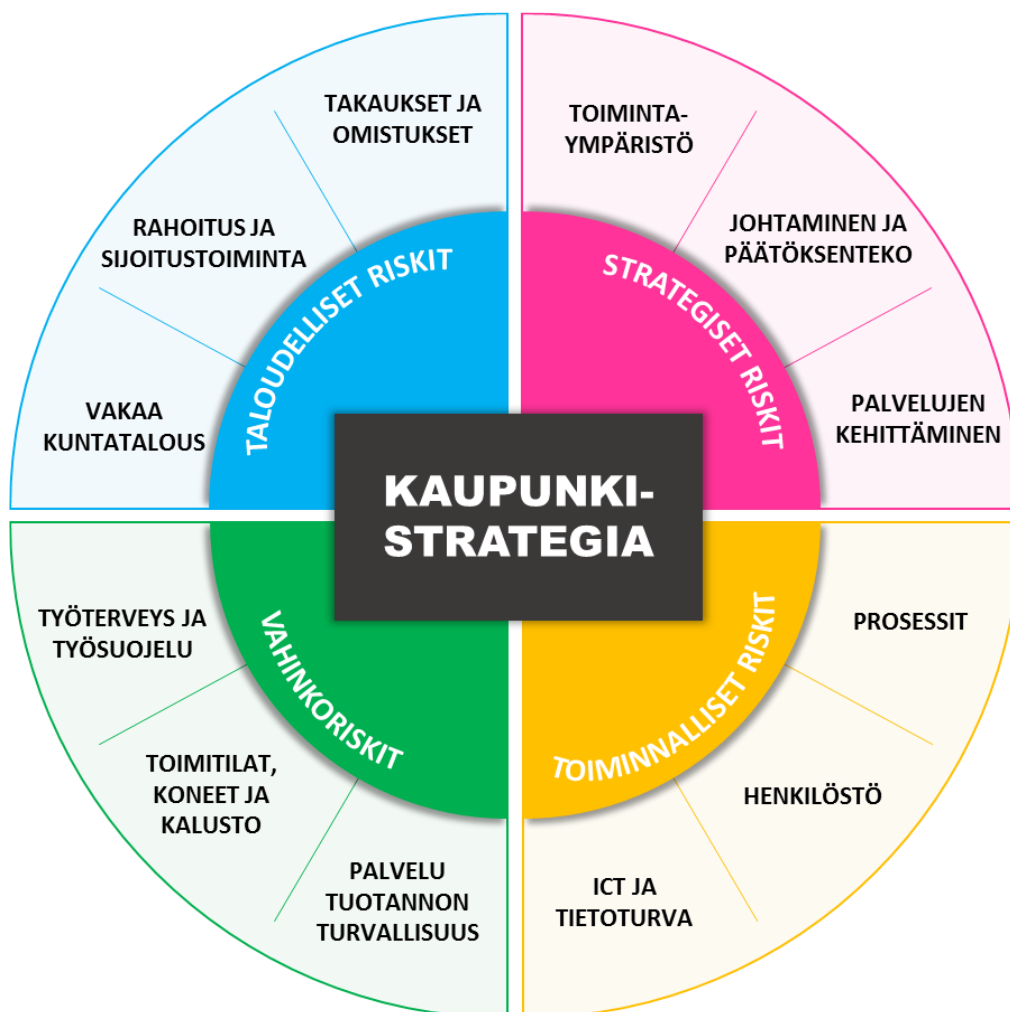 TAKAUKSET JA
OMISTUKSET
RAHOITUS JA
SIJOITUSTOIMINTA
VAKAA
KUNTATALOUS
TALOUDELLISET RISKIT
TOIMINTA-
YMPÄRISTÖ
JOHTAMINEN JA
PÄÄTÖKSENTEKO
PALVELUJEN
KEHITTÄMINEN
STRATEGISET RISKIT
KAUPUNKI-
STRATEGIA
TYÖTERVEYS JA
TYÖSUOJELU
TOIMITILAT,
KONEET JA
KALUSTO
PALVELU
TUOTANNON
TURVALLISUUS
VAHINKORISKIT
PROSESSIT
HENKILÖSTÖ
ICT JA
TIETOTURVA
TOIMINNALLISET RISKIT